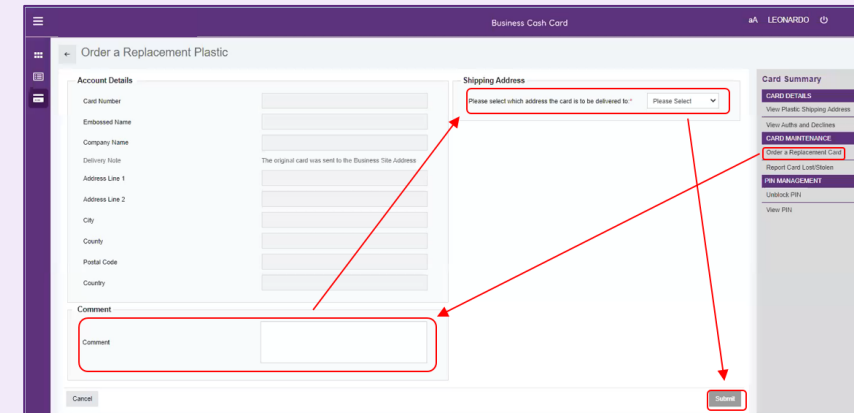 Business Cash Card
aA LEONARDO
Order a Replacement Plastic
Account Details
Card Number
Embossed Name
Company Name
Delivery Note The original card was sent to the Business Site Address
Address Line 1
Address Line 2
City
County
Postal Code
Country
Comment
Comment
Cancel
Shipping Address
Please select which address the card is to be delivered to:* Please Select
Submit
Card Summary
CARD DETAILS
View Plastic Shipping Address
View Auths and Declines
CARD MAINTENANCE
Order a Replacement Card
Report Card Lost/Stolen
PIN MANAGEMENT
Unblock PIN
View PIN